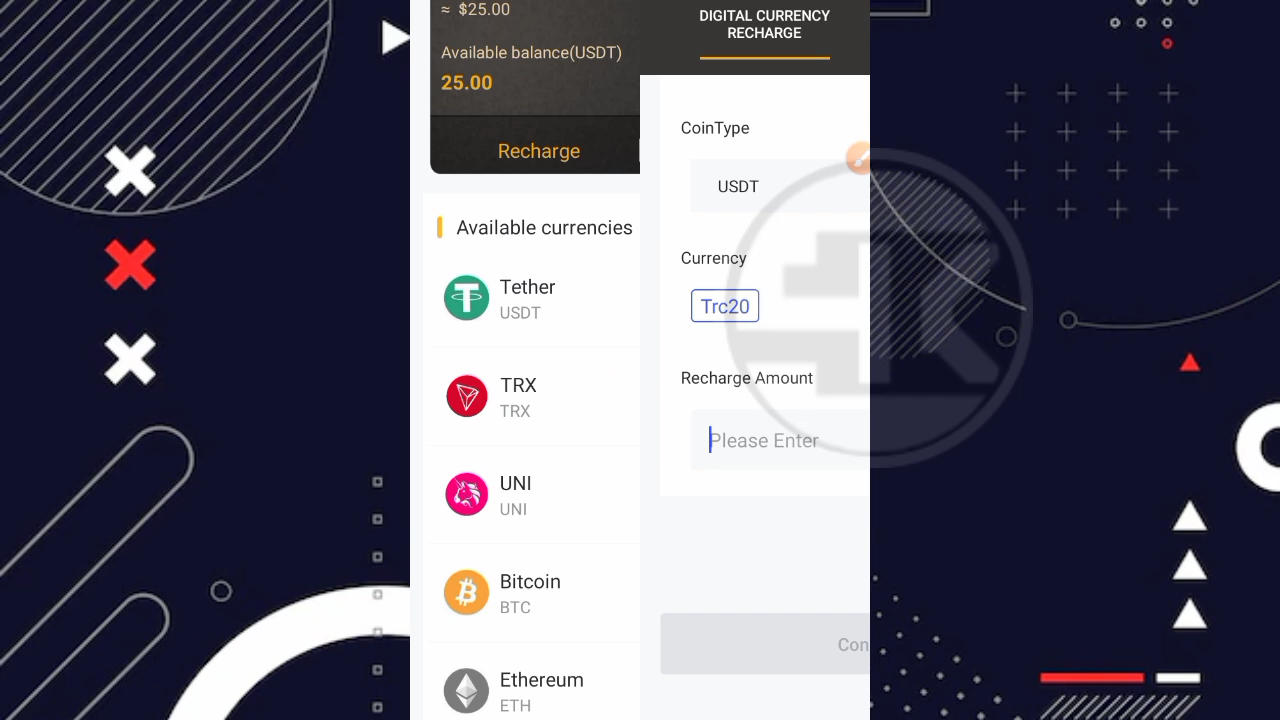 ≈ $25.00
Available balance(USDT)
25.00
Recharge
Available currencies
Tether
USDT
TRX
TRX
UNI
UNI
Bitcoin
BTC
Ethereum
ETH
DIGITAL CURRENCY
RECHARGE
CoinType
USDT
Currency
Trc20
Recharge Amount
Please Enter
Con